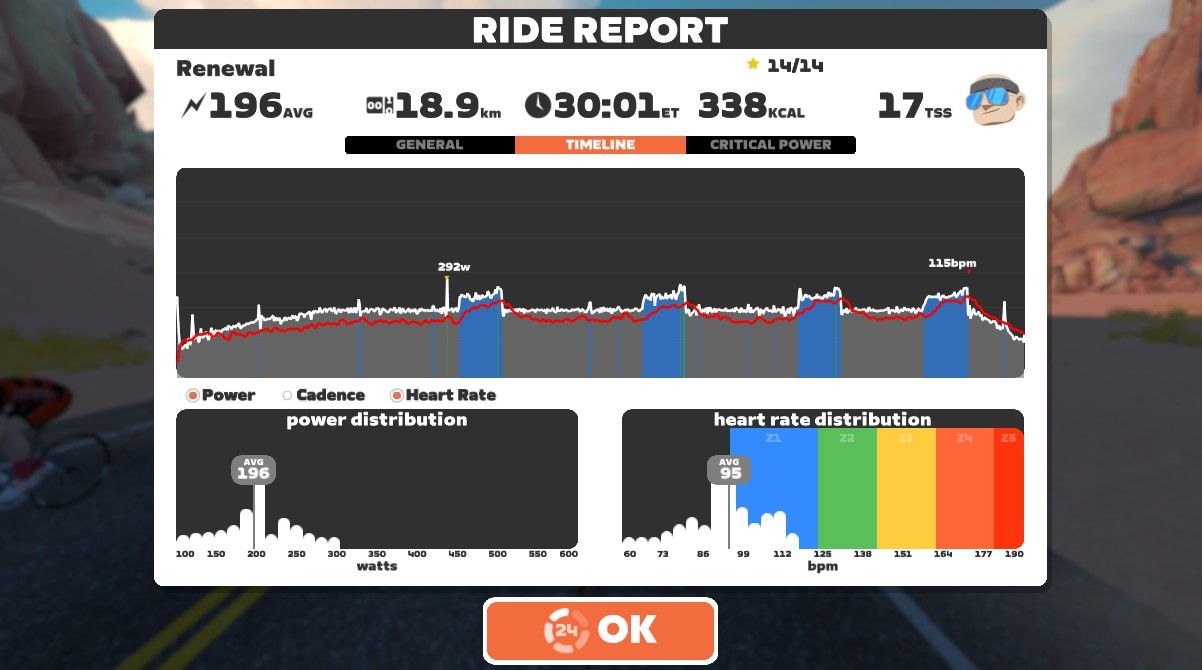 RIDE REPORT
Renewal
14/14
196AVG
18.9km
30:01ET
338KCAL
17TSS
GENERAL
TIMELINE
CRITICAL POWER
292w
115bpm
Power
Cadence
Heart Rate
power distribution
AVG
196
100 150 200 250 300 350 400 450 500 550 600
watts
heart rate distribution
Z1 Z2 Z3 Z4 Z5
AVG
95
60 73 86 99 112 125 138 151 164 177 190
bpm
24 OK